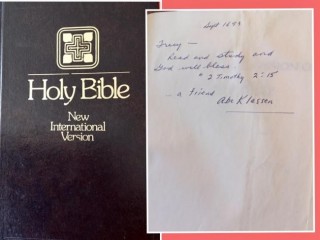 Holy Bible
New
International
Version
Sept 1893
Tracy —
Read and study and
God will bless
* 2 Timothy 2:15
— a friend
Abe Klassen